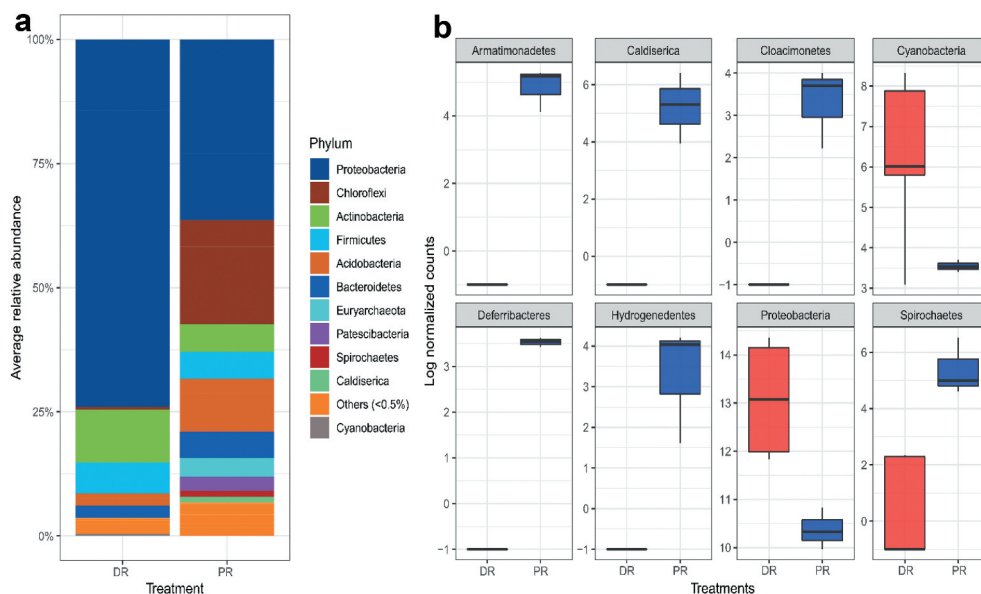 a
100%
75%
50%
25%
0%
Average relative abundance
DR PR
Treatment
Phylum
Proteobacteria
Chloroflexi
Actinobacteria
Firmicutes
Acidobacteria
Bacteroidetes
Euryarchaeota
Patescibacteria
Spirochaetes
Caldiserica
Others (<0.5%)
Cyanobacteria
b
Log normalized counts
Armatimonadetes Caldiserica Cloacimonetes Cyanobacteria
4
2
0
6
4
2
0
4
3
2
1
0
−1
8
7
6
5
4
3
Deferribacteres Hydrogenedentes Proteobacteria Spirochaetes
3
2
1
0
−1
4
3
2
1
0
−1
14
13
12
11
10
6
4
2
0
DR PR DR PR DR PR DR PR
Treatments